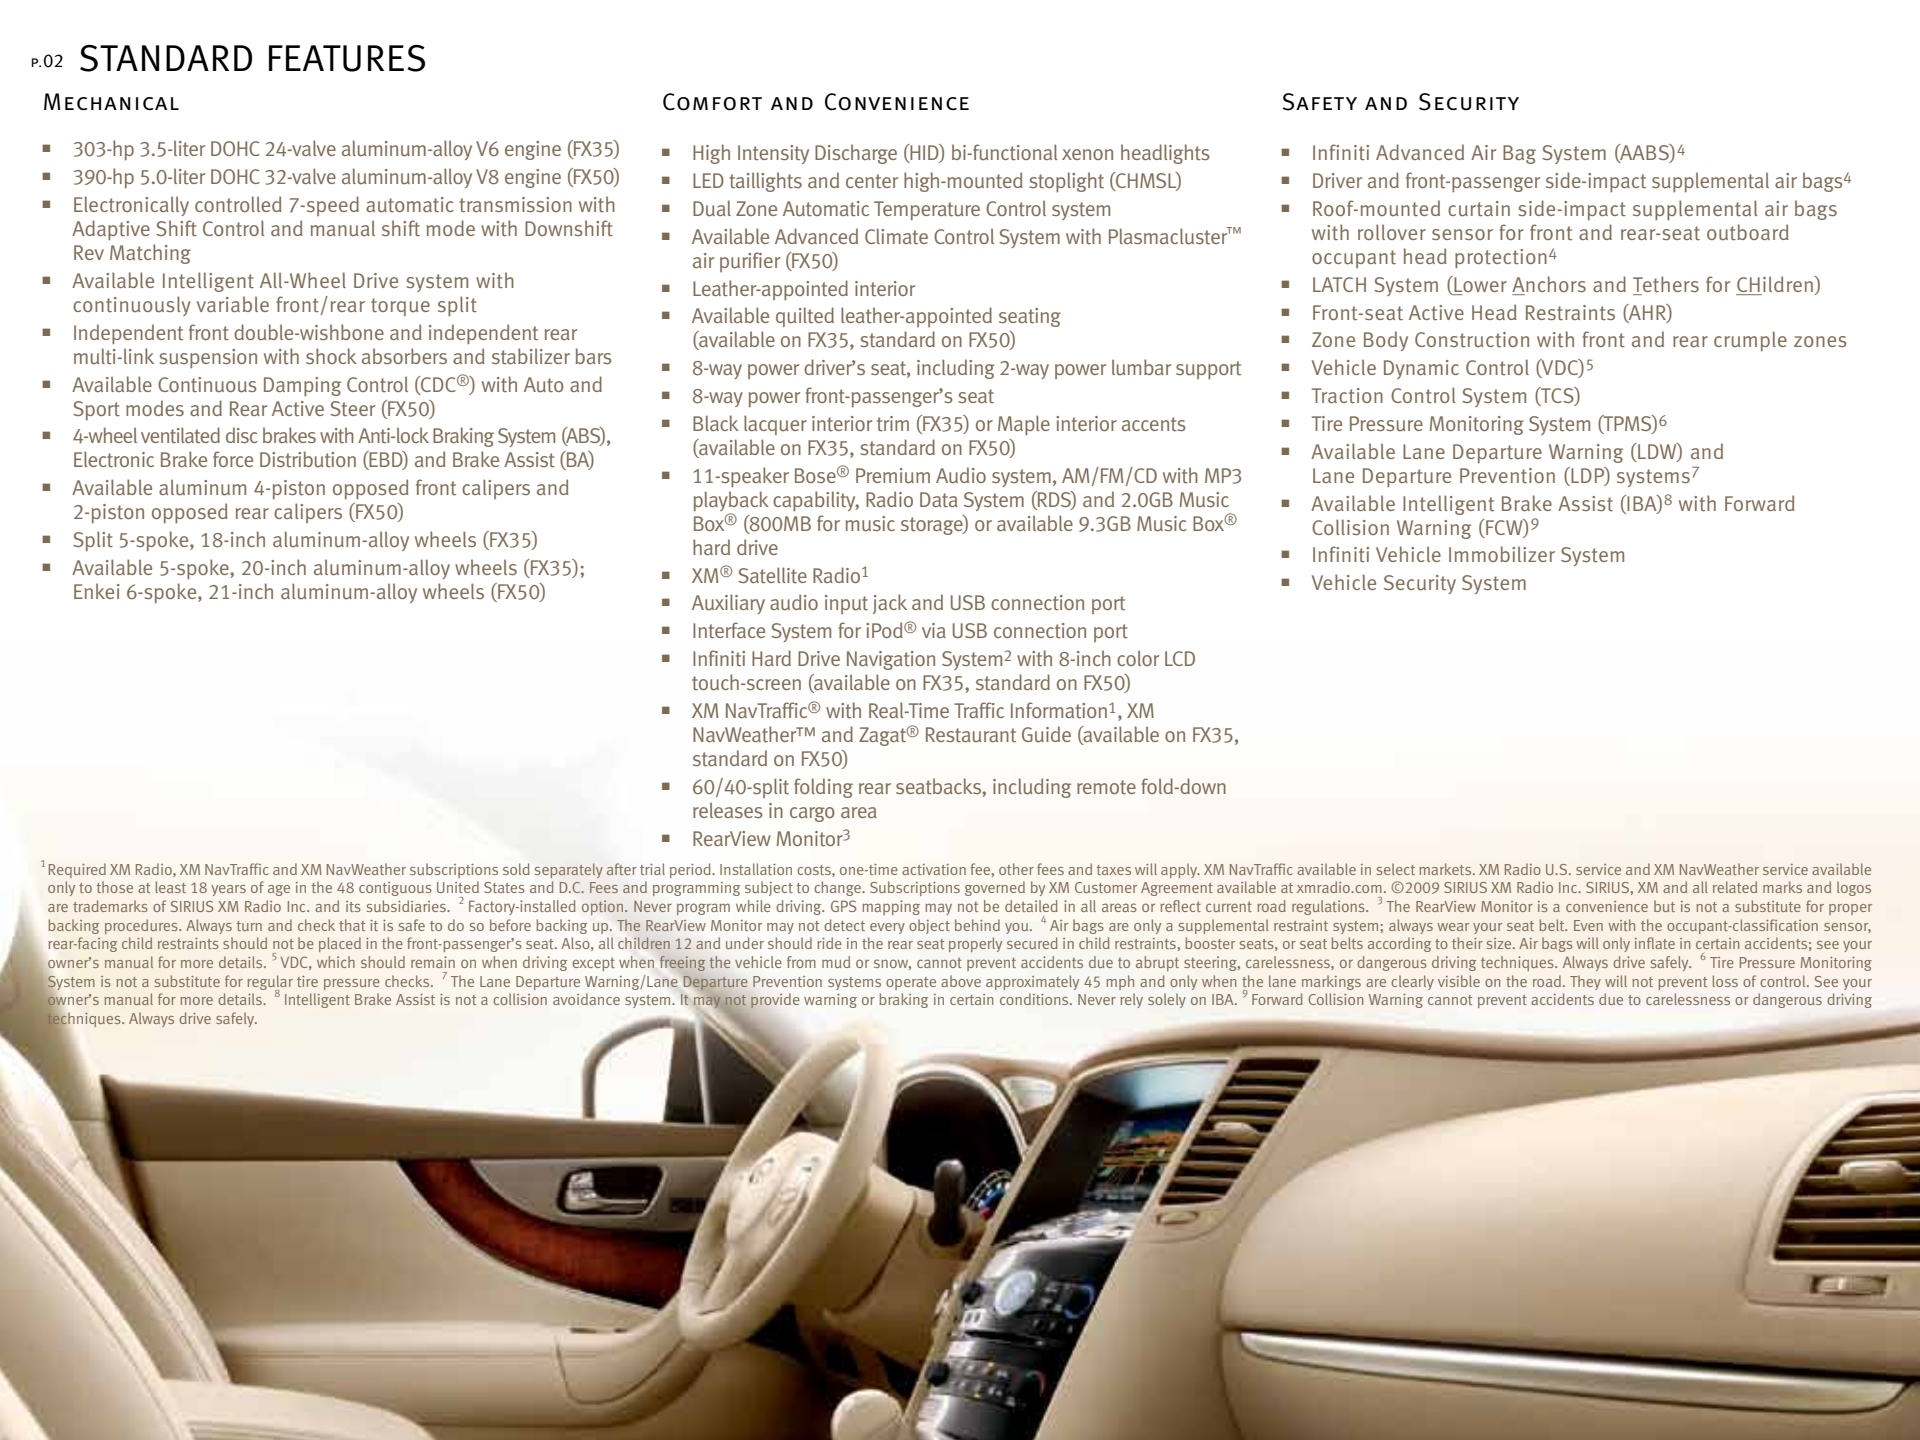 P.02 STANDARD FEATURES
MECHANICAL
■ 303-hp 3.5-liter DOHC 24-valve aluminum-alloy V6 engine (FX35)
■ 390-hp 5.0-liter DOHC 32-valve aluminum-alloy V8 engine (FX50)
■ Electronically controlled 7-speed automatic transmission with
Adaptive Shift Control and manual shift mode with Downshift
Rev Matching
■ Available Intelligent All-Wheel Drive system with
continuously variable front/rear torque split
■ Independent front double-wishbone and independent rear
multi-link suspension with shock absorbers and stabilizer bars
■ Available Continuous Damping Control (CDC®) with Auto and
Sport modes and Rear Active Steer (FX50)
■ 4-wheel ventilated disc brakes with Anti-lock Braking System (ABS),
Electronic Brake force Distribution (EBD) and Brake Assist (BA)
■ Available aluminum 4-piston opposed front calipers and
2-piston opposed rear calipers (FX50)
■ Split 5-spoke, 18-inch aluminum-alloy wheels (FX35)
■ Available 5-spoke, 20-inch aluminum-alloy wheels (FX35);
Enkei 6-spoke, 21-inch aluminum-alloy wheels (FX50)
COMFORT AND CONVENIENCE
■ High Intensity Discharge (HID) bi-functional xenon headlights
■ LED taillights and center high-mounted stoplight (CHMSL)
■ Dual Zone Automatic Temperature Control system
■ Available Advanced Climate Control System with Plasmacluster™
air purifier (FX50)
■ Leather-appointed interior
■ Available quilted leather-appointed seating
(available on FX35, standard on FX50)
■ 8-way power driver’s seat, including 2-way power lumbar support
■ 8-way power front-passenger’s seat
■ Black lacquer interior trim (FX35) or Maple interior accents
(available on FX35, standard on FX50)
■ 11-speaker Bose® Premium Audio system, AM/FM/CD with MP3
playback capability, Radio Data System (RDS) and 2.0GB Music
Box® (800MB for music storage) or available 9.3GB Music Box®
hard drive
■ XM® Satellite Radio¹
■ Auxiliary audio input jack and USB connection port
■ Interface System for iPod® via USB connection port
■ Infiniti Hard Drive Navigation System² with 8-inch color LCD
touch-screen (available on FX35, standard on FX50)
■ XM NavTraffic® with Real-Time Traffic Information¹, XM
NavWeather™ and Zagat® Restaurant Guide (available on FX35,
standard on FX50)
■ 60/40-split folding rear seatbacks, including remote fold-down
releases in cargo area
■ RearView Monitor³
SAFETY AND SECURITY
■ Infiniti Advanced Air Bag System (AABS)⁴
■ Driver and front-passenger side-impact supplemental air bags⁴
■ Roof-mounted curtain side-impact supplemental air bags
with rollover sensor for front and rear-seat outboard
occupant head protection⁴
■ LATCH System (Lower Anchors and Tethers for CHildren)
■ Front-seat Active Head Restraints (AHR)
■ Zone Body Construction with front and rear crumple zones
■ Vehicle Dynamic Control (VDC)⁵
■ Traction Control System (TCS)
■ Tire Pressure Monitoring System (TPMS)⁶
■ Available Lane Departure Warning (LDW) and
Lane Departure Prevention (LDP) systems⁷
■ Available Intelligent Brake Assist (IBA)⁸ with Forward
Collision Warning (FCW)⁹
■ Infiniti Vehicle Immobilizer System
■ Vehicle Security System
¹ Required XM Radio, XM NavTraffic and XM NavWeather subscriptions sold separately after trial period. Installation costs, one-time activation fee, other fees and taxes will apply. XM NavTraffic available in select markets. XM Radio U.S. service and XM NavWeather service available
only to those at least 18 years of age in the 48 contiguous United States and D.C. Fees and programming subject to change. Subscriptions governed by XM Customer Agreement available at xmradio.com. ©2009 SIRIUS XM Radio Inc. SIRIUS, XM and all related marks and logos
are trademarks of SIRIUS XM Radio Inc. and its subsidiaries. ² Factory-installed option. Never program while driving. GPS mapping may not be detailed in all areas or reflect current road regulations. ³ The RearView Monitor is a convenience but is not a substitute for proper
backing procedures. Always turn and check that it is safe to do so before backing up. The RearView Monitor may not detect every object behind you. ⁴ Air bags are only a supplemental restraint system; always wear your seat belt. Even with the occupant-classification sensor,
rear-facing child restraints should not be placed in the front-passenger’s seat. Also, all children 12 and under should ride in the rear seat properly secured in child restraints, booster seats, or seat belts according to their size. Air bags will only inflate in certain accidents; see your
owner’s manual for more details. ⁵ VDC, which should remain on when driving except when freeing the vehicle from mud or snow, cannot prevent accidents due to abrupt steering, carelessness, or dangerous driving techniques. Always drive safely. ⁶ Tire Pressure Monitoring
System is not a substitute for regular tire pressure checks. ⁷ The Lane Departure Warning/Lane Departure Prevention systems operate above approximately 45 mph and only when the lane markings are clearly visible on the road. They will not prevent loss of control. See your
owner’s manual for more details. ⁸ Intelligent Brake Assist is not a collision avoidance system. It may not provide warning or braking in certain conditions. Never rely solely on IBA. ⁹ Forward Collision Warning cannot prevent accidents due to carelessness or dangerous driving
techniques. Always drive safely.